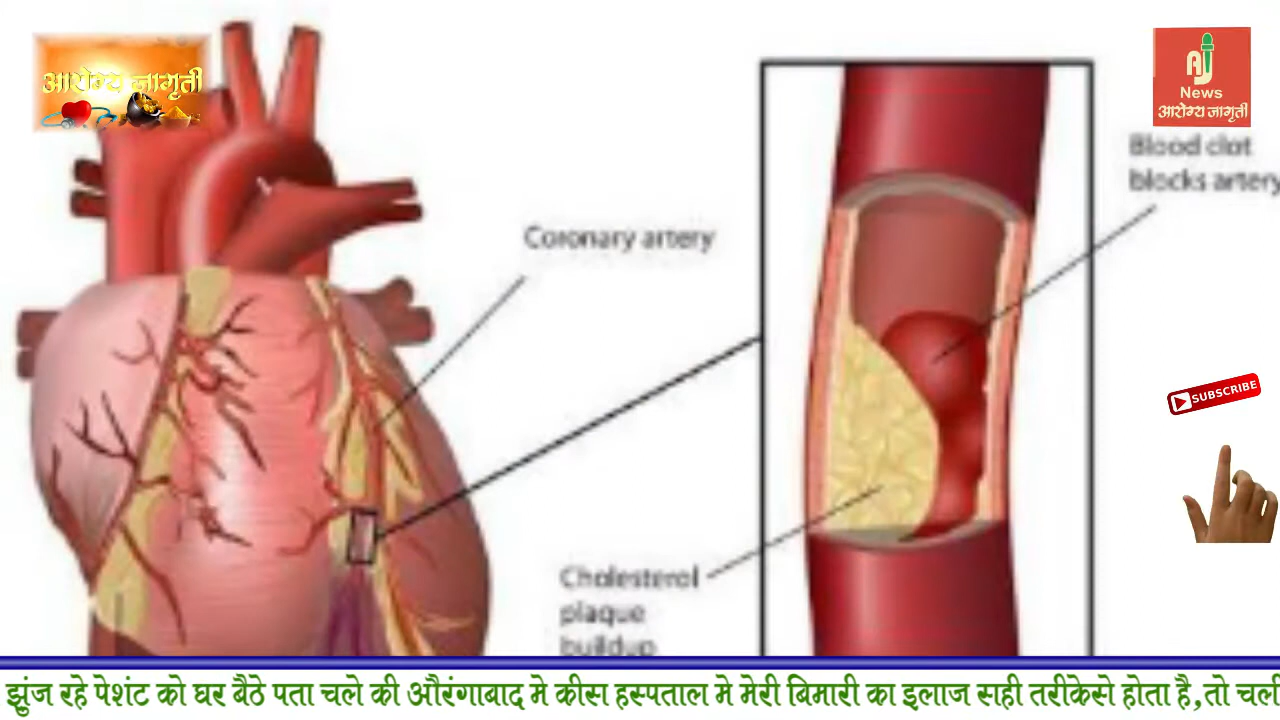 आरोग्य जागृती
AJ
News
आरोग्य जागृती
Blood clot
blocks artery
Coronary artery
SUBSCRIBE
Cholesterol
plaque
buildup
झुंज रहे पेशंट को घर बैठे पता चले की औरंगाबाद मे कीस हस्पताल मे मेरी बिमारी का इलाज सही तरीकेसे होता है,तो चली